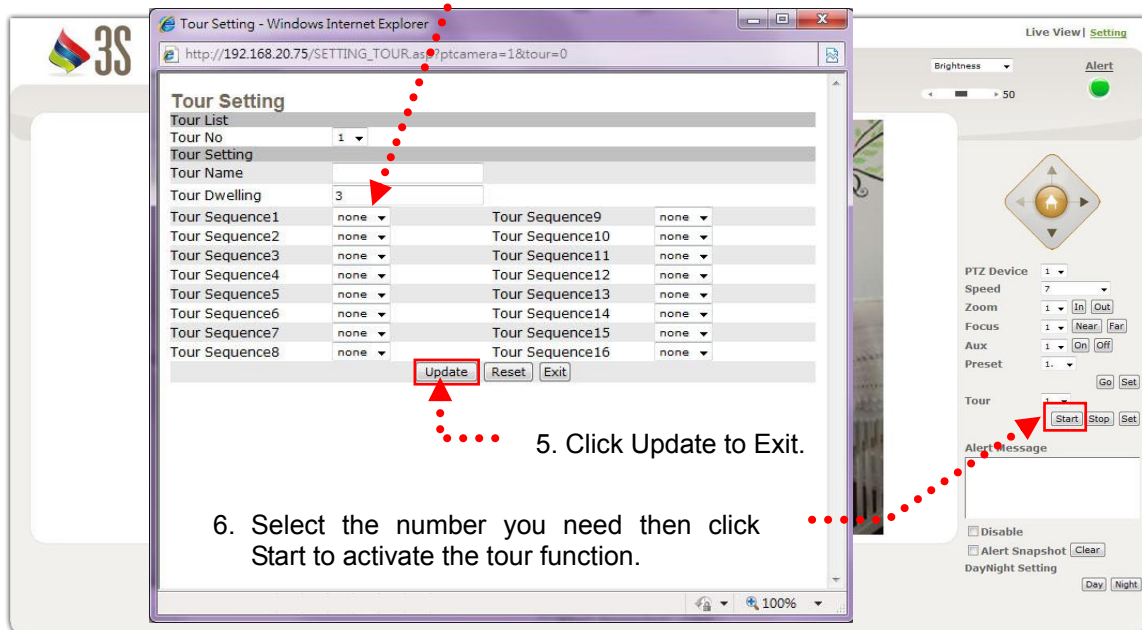 Tour Setting - Windows Internet Explorer
http://192.168.20.75/SETTING_TOUR.asp?ptcamera=1&tour=0
3S
Live View| Setting
Brightness
Alert
50
Tour Setting
Tour List
Tour No 1
Tour Setting
Tour Name
Tour Dwelling 3
Tour Sequence1 none Tour Sequence9 none
Tour Sequence2 none Tour Sequence10 none
Tour Sequence3 none Tour Sequence11 none
Tour Sequence4 none Tour Sequence12 none
Tour Sequence5 none Tour Sequence13 none
Tour Sequence6 none Tour Sequence14 none
Tour Sequence7 none Tour Sequence15 none
Tour Sequence8 none Tour Sequence16 none
Update Reset Exit
5. Click Update to Exit.
6. Select the number you need then click
Start to activate the tour function.
100%
PTZ Device 1
Speed 7
Zoom 1 In Out
Focus 1 Near Far
Aux 1 On Off
Preset 1.
Go Set
Tour 1
Start Stop Set
Alert Message
Disable
Alert Snapshot Clear
DayNight Setting
Day Night